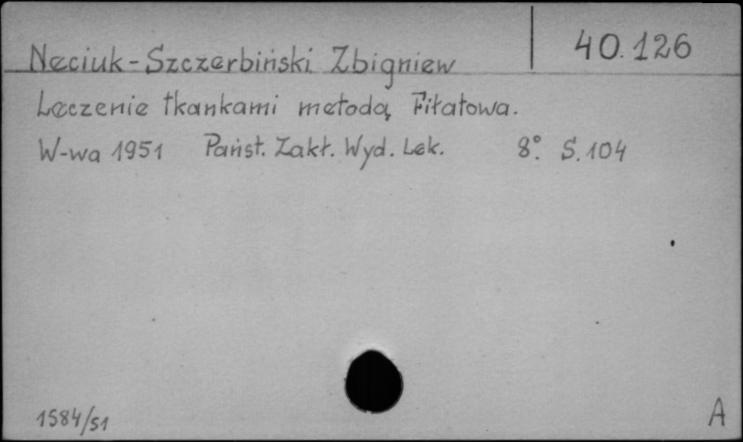 40.126
Neciuk-Szczerbiński Zbigniew
Leczenie tkankami metodą Fiłatowa.
W-wa 1951 Państ. Zakł. Wyd. Lek. 8° S. 104
1584/51
A